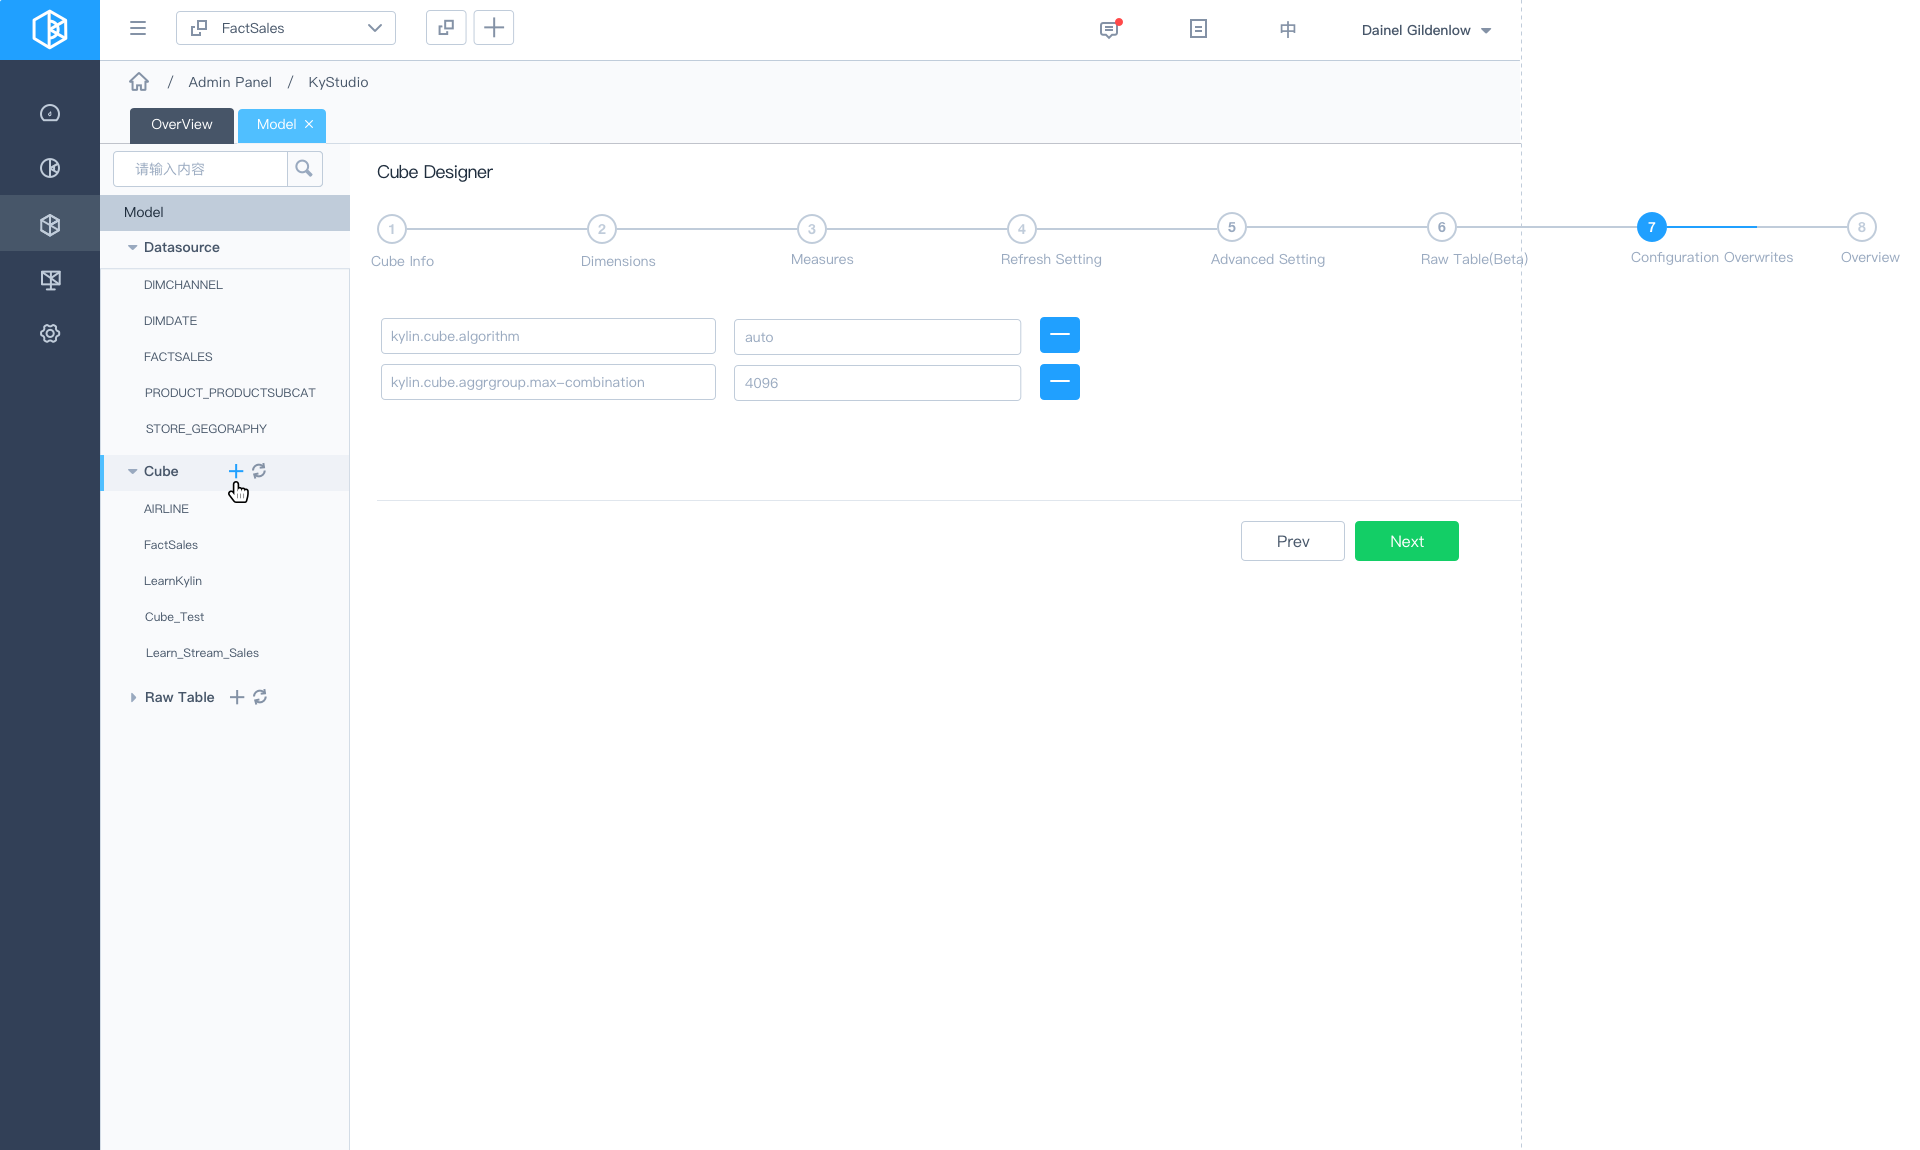 FactSales
中
Dainel Gildenlow
/ Admin Panel / KyStudio
OverView
Model ×
请输入内容
Cube Designer
Model
Datasource
DIMCHANNEL
DIMDATE
FACTSALES
PRODUCT_PRODUCTSUBCAT
STORE_GEGORAPHY
Cube
AIRLINE
FactSales
LearnKylin
Cube_Test
Learn_Stream_Sales
Raw Table
1 2 3 4 5 6 7 8
Cube Info Dimensions Measures Refresh Setting Advanced Setting Raw Table(Beta) Configuration Overwrites Overview
kylin.cube.algorithm auto
kylin.cube.aggrgroup.max-combination 4096
Prev Next